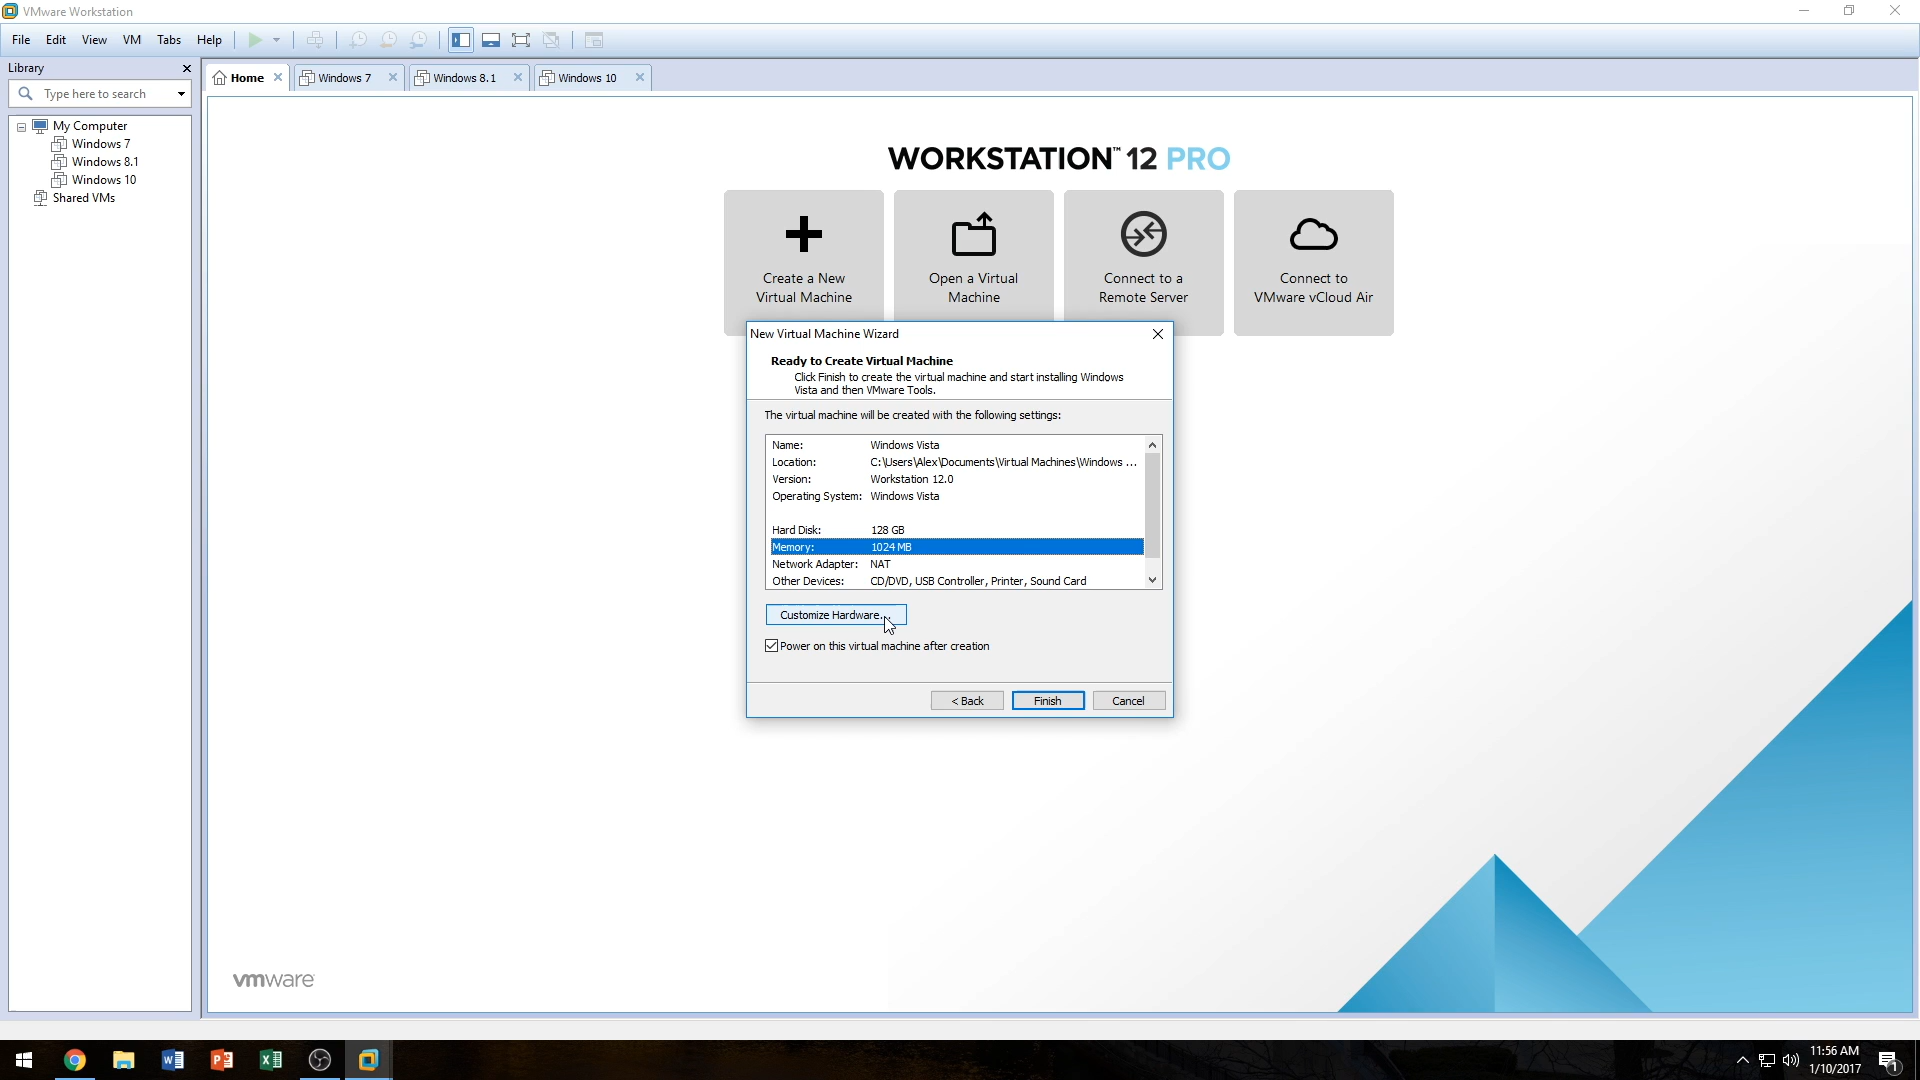 VMware Workstation
File Edit View VM Tabs Help
Library
Type here to search
My Computer
Windows 7
Windows 8.1
Windows 10
Shared VMs
Home Windows 7 Windows 8.1 Windows 10
WORKSTATION™ 12 PRO
Create a New
Virtual Machine
Open a Virtual
Machine
Connect to a
Remote Server
Connect to
VMware vCloud Air
New Virtual Machine Wizard
Ready to Create Virtual Machine
Click Finish to create the virtual machine and start installing Windows
Vista and then VMware Tools.
The virtual machine will be created with the following settings:
Name: Windows Vista
Location: C:\Users\Alex\Documents\Virtual Machines\Windows ...
Version: Workstation 12.0
Operating System: Windows Vista
Hard Disk: 128 GB
Memory: 1024 MB
Network Adapter: NAT
Other Devices: CD/DVD, USB Controller, Printer, Sound Card
Customize Hardware...
Power on this virtual machine after creation
< Back Finish Cancel
vmware
11:56 AM
1/10/2017
1